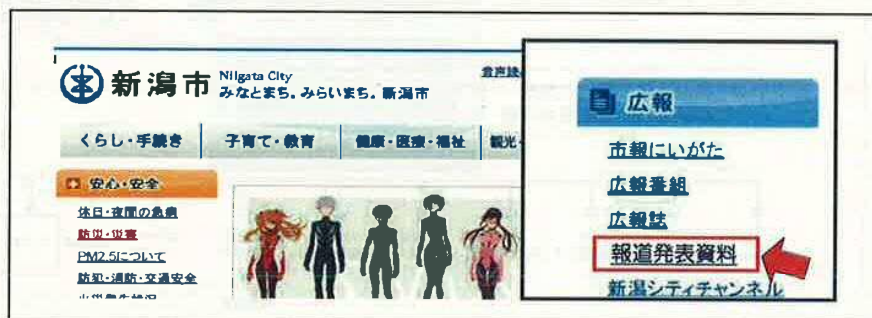 新潟市
Niigata City
みなとまち。みらいまち。新潟市
音声読
くらし・手続き
子育て・教育
健康・医療・福祉
観光・
安心・安全
休日・夜間の急病
防災・災害
PM2.5について
防犯・消防・交通安全
広報
市報にいがた
広報番組
広報誌
報道発表資料
新潟シティチャンネル